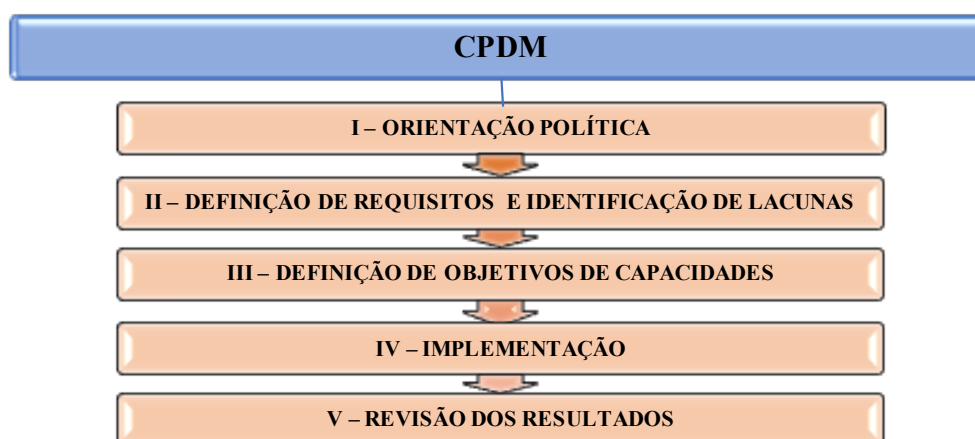 CPDM
I – ORIENTAÇÃO POLÍTICA
II – DEFINIÇÃO DE REQUISITOS E IDENTIFICAÇÃO DE LACUNAS
III – DEFINIÇÃO DE OBJETIVOS DE CAPACIDADES
IV – IMPLEMENTAÇÃO
V – REVISÃO DOS RESULTADOS